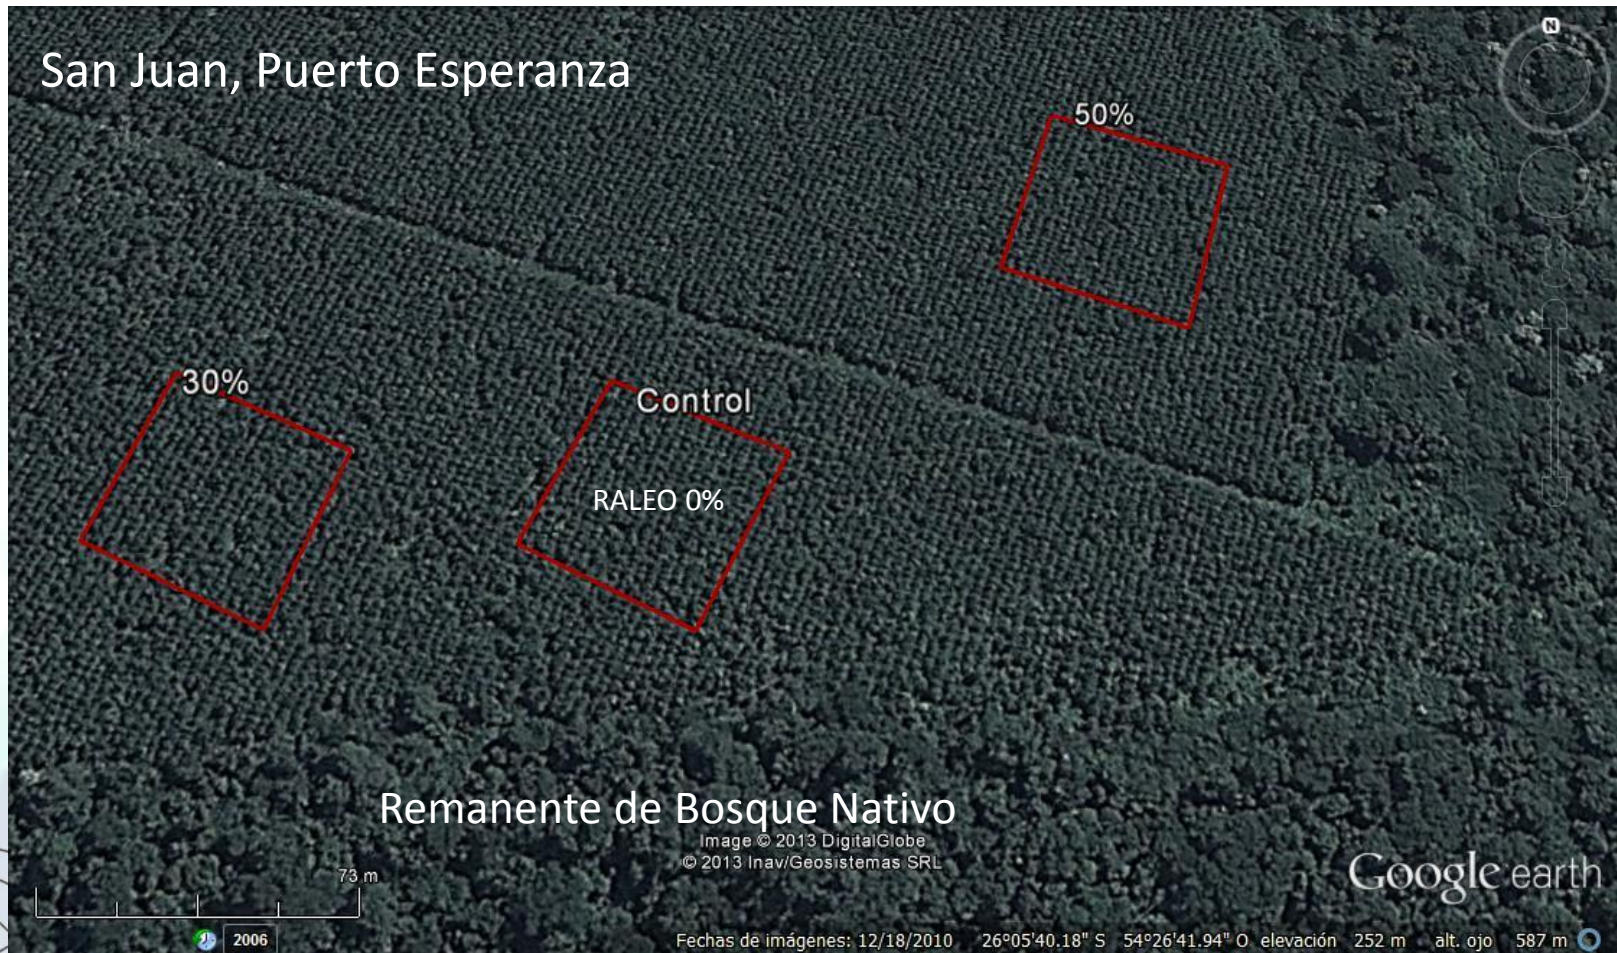 N
San Juan, Puerto Esperanza
50%
30%
Control
RALEO 0%
Remanente de Bosque Nativo
Image © 2013 DigitalGlobe
© 2013 Inav/Geosistemas SRL
Google earth
73 m
2006
Fechas de imágenes: 12/18/2010 26°05'40.18" S 54°26'41.94" O elevación 252 m alt. ojo 587 m